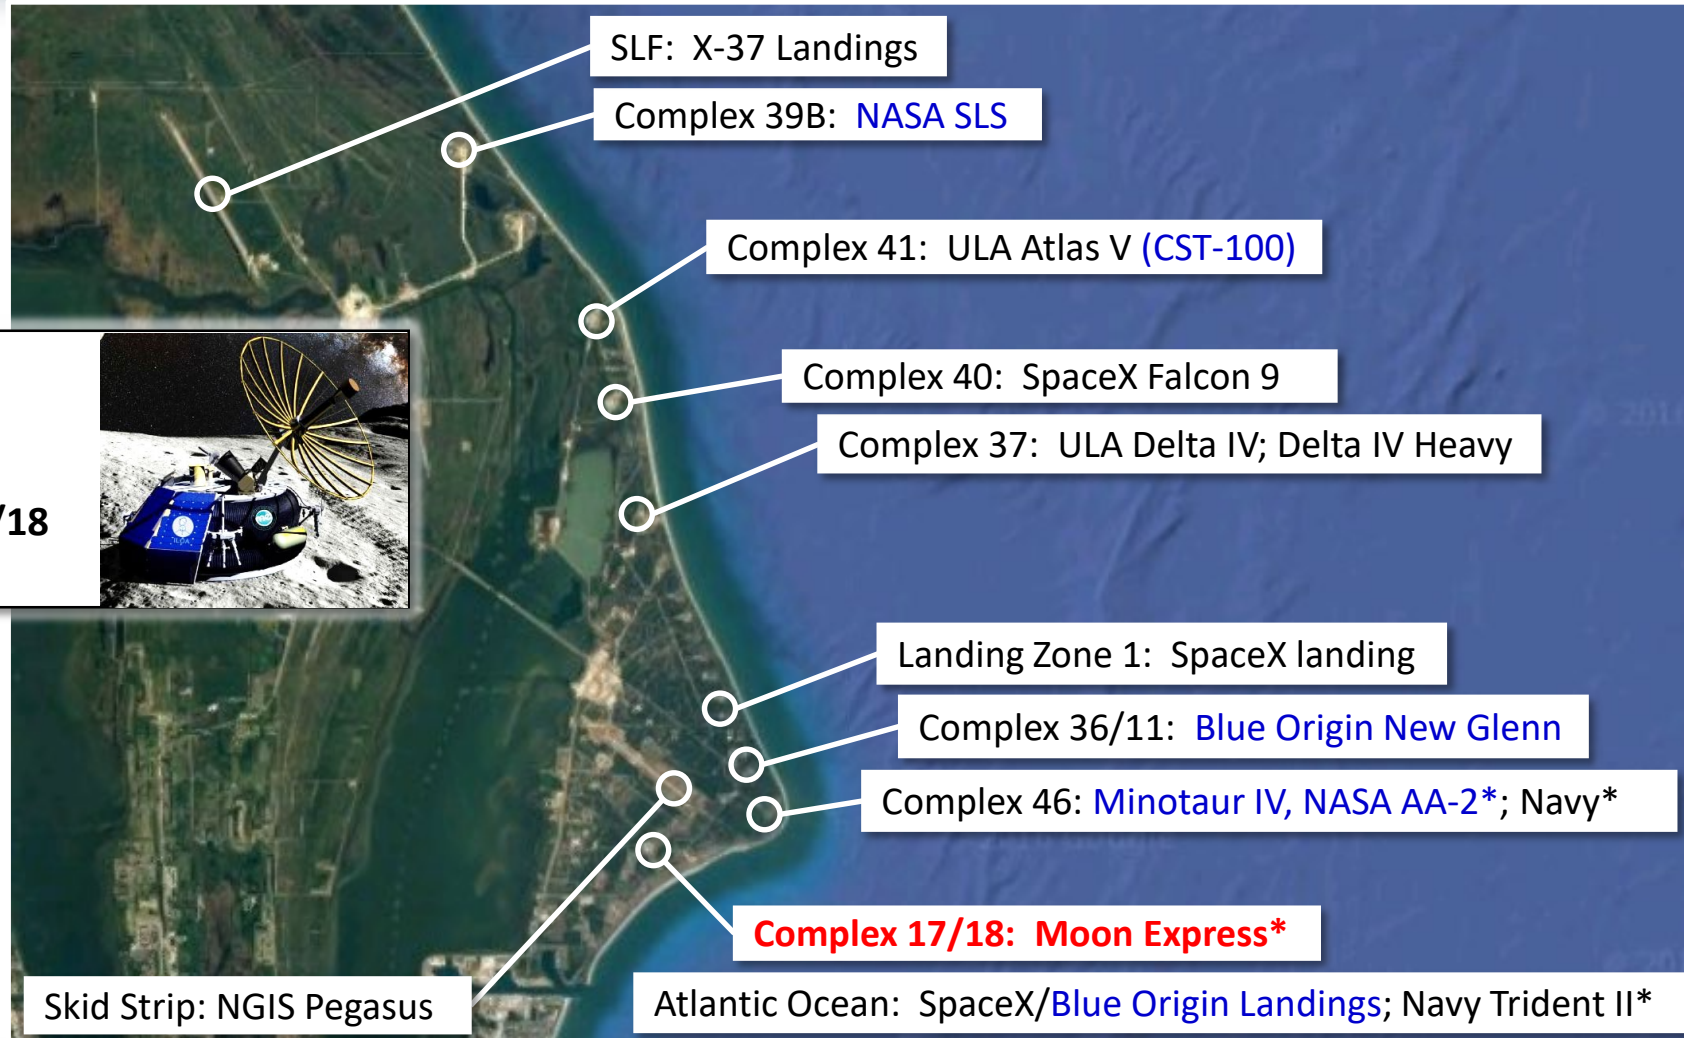 SLF: X-37 Landings
Complex 39B: NASA SLS
Complex 41: ULA Atlas V (CST-100)
Complex 40: SpaceX Falcon 9
Complex 37: ULA Delta IV; Delta IV Heavy
/18
Landing Zone 1: SpaceX landing
Complex 36/11: Blue Origin New Glenn
Complex 46: Minotaur IV, NASA AA-2*; Navy*
Complex 17/18: Moon Express*
Skid Strip: NGIS Pegasus
Atlantic Ocean: SpaceX/Blue Origin Landings; Navy Trident II*